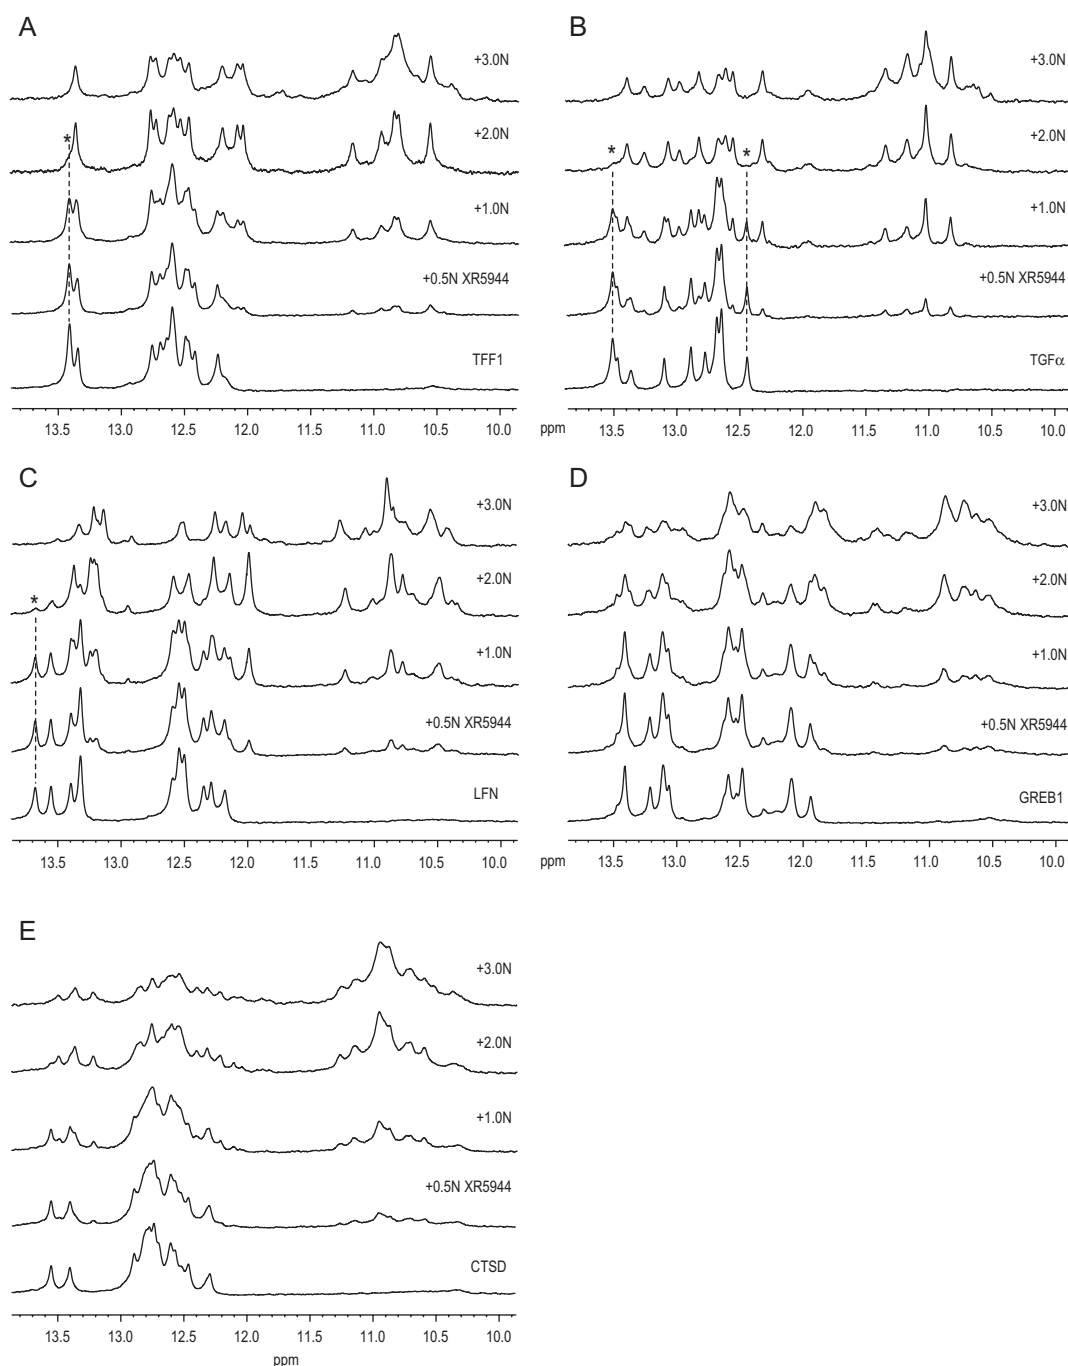 A
+3.0N
*
+2.0N
+1.0N
+0.5N XR5944
TFF1
13.5 13.0 12.5 12.0 11.5 11.0 10.5 10.0
B
+3.0N
* *
+2.0N
+1.0N
+0.5N XR5944
TGFα
ppm 13.5 13.0 12.5 12.0 11.5 11.0 10.5 10.0
C
+3.0N
+2.0N
*
+1.0N
+0.5N XR5944
LFN
13.5 13.0 12.5 12.0 11.5 11.0 10.5 10.0
D
+3.0N
+2.0N
+1.0N
+0.5N XR5944
GREB1
ppm 13.5 13.0 12.5 12.0 11.5 11.0 10.5 10.0
E
+3.0N
+2.0N
+1.0N
+0.5N XR5944
CTSD
13.5 13.0 12.5 12.0 11.5 11.0 10.5 10.0
ppm